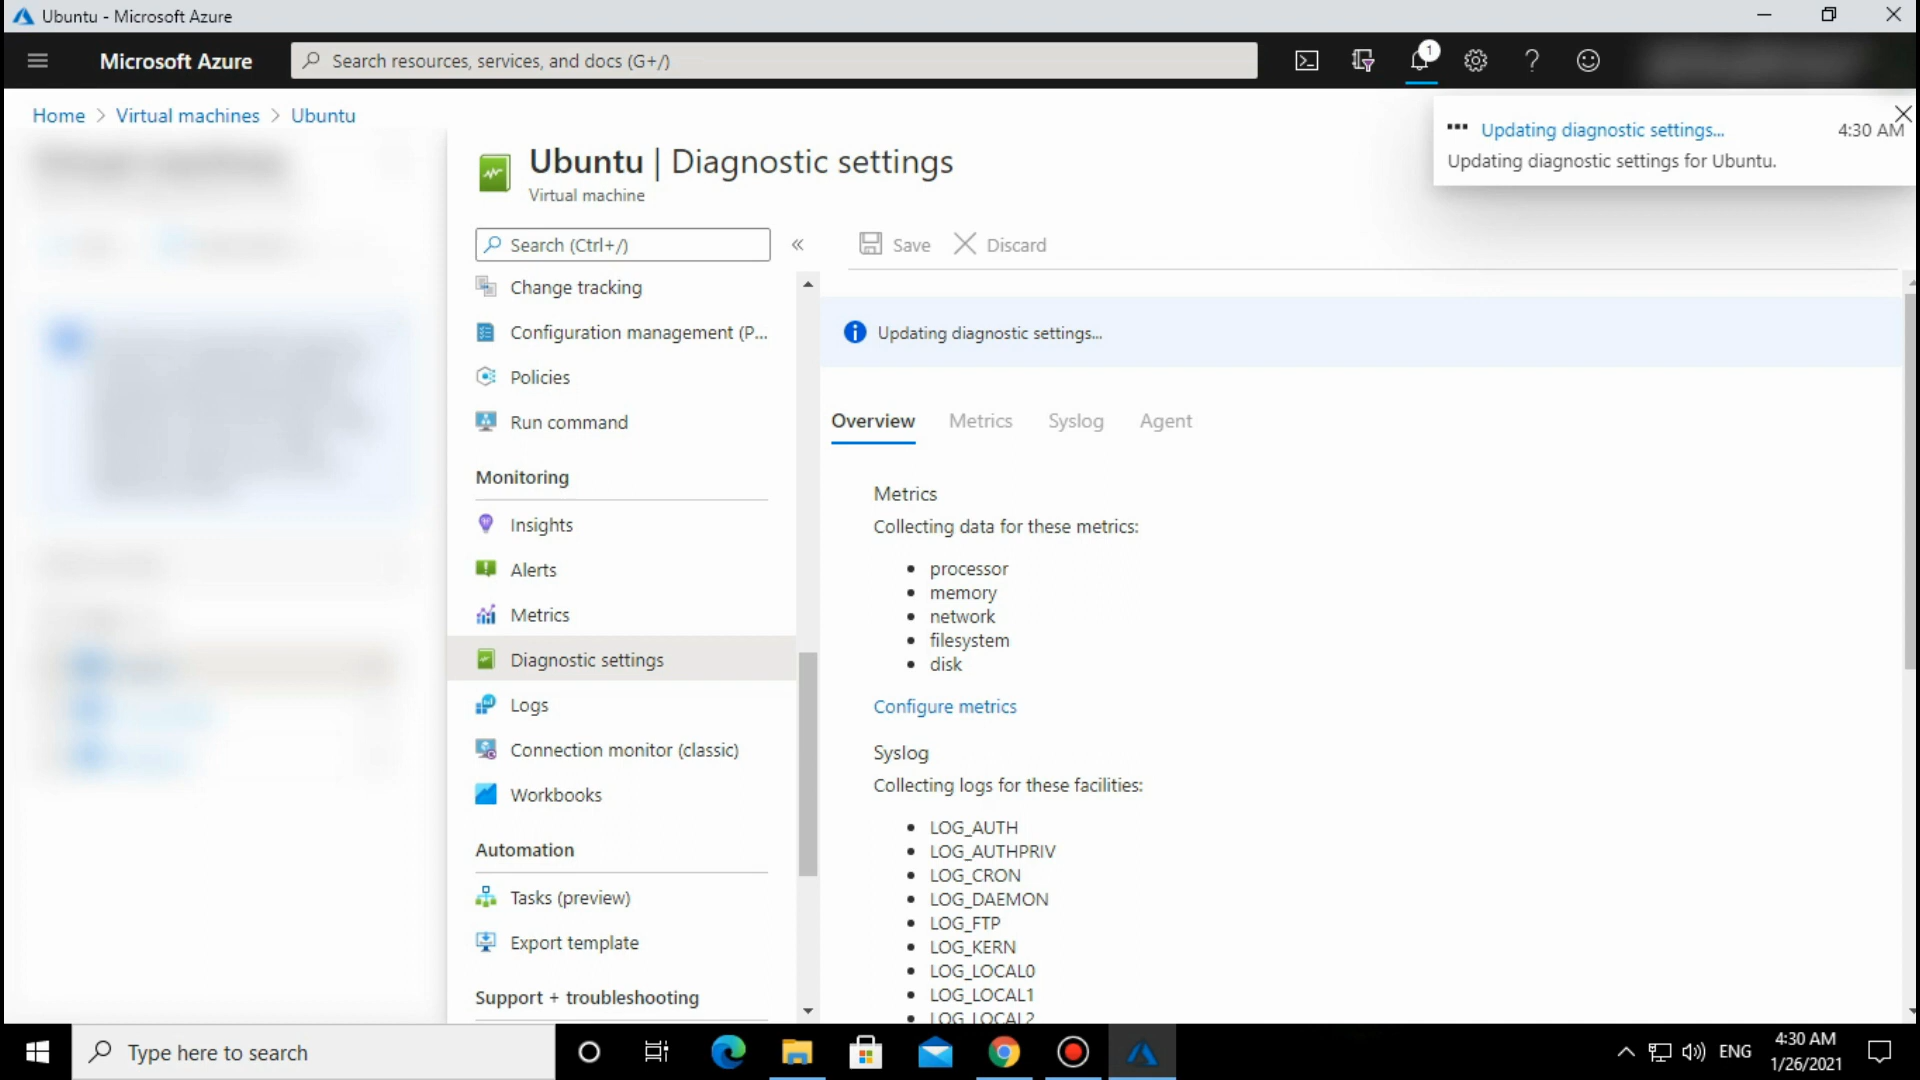 Ubuntu - Microsoft Azure
Microsoft Azure
Search resources, services, and docs (G+/)
1
Home > Virtual machines > Ubuntu
Updating diagnostic settings...
4:30 AM
Updating diagnostic settings for Ubuntu.
Ubuntu | Diagnostic settings
Virtual machine
Search (Ctrl+/)
«
Save
Discard
Change tracking
Configuration management (P...
Policies
Run command
Monitoring
Insights
Alerts
Metrics
Diagnostic settings
Logs
Connection monitor (classic)
Workbooks
Automation
Tasks (preview)
Export template
Support + troubleshooting
Updating diagnostic settings...
Overview
Metrics
Syslog
Agent
Metrics
Collecting data for these metrics:
• processor
• memory
• network
• filesystem
• disk
Configure metrics
Syslog
Collecting logs for these facilities:
• LOG_AUTH
• LOG_AUTHPRIV
• LOG_CRON
• LOG_DAEMON
• LOG_FTP
• LOG_KERN
• LOG_LOCAL0
• LOG_LOCAL1
• LOG_LOCAL2
Type here to search
ENG
4:30 AM
1/26/2021